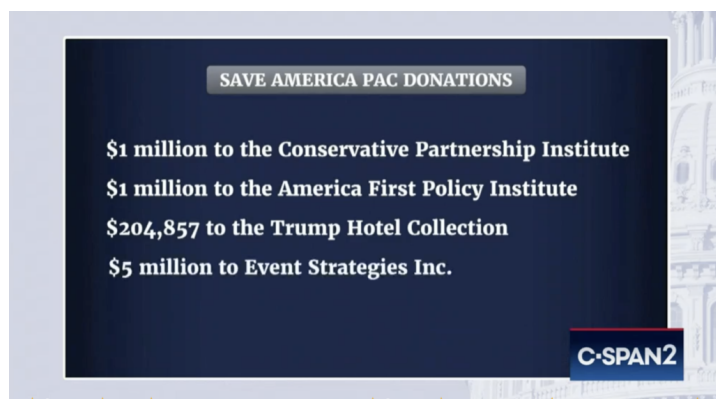 SAVE AMERICA PAC DONATIONS
$1 million to the Conservative Partnership Institute
$1 million to the America First Policy Institute
$204,857 to the Trump Hotel Collection
$5 million to Event Strategies Inc.
C-SPAN2